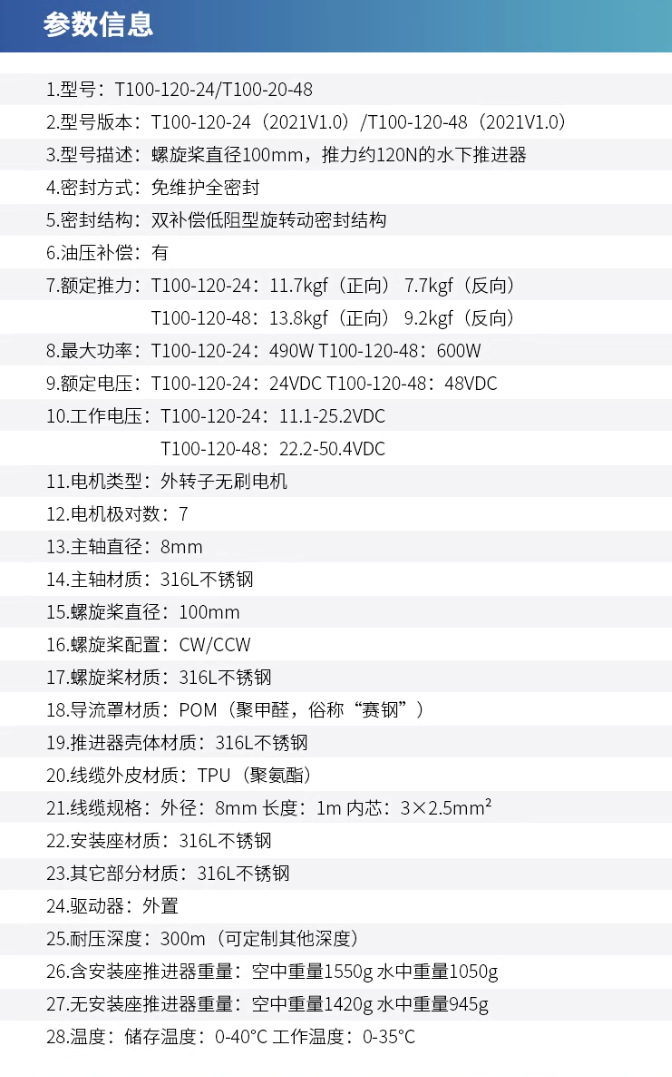 参数信息
1.型号：T100-120-24/T100-20-48
2.型号版本：T100-120-24（2021V1.0）/T100-120-48（2021V1.0）
3.型号描述：螺旋桨直径100mm，推力约120N的水下推进器
4.密封方式：免维护全密封
5.密封结构：双补偿低阻型旋转动密封结构
6.油压补偿：有
7.额定推力：T100-120-24：11.7kgf（正向） 7.7kgf（反向）
T100-120-48：13.8kgf（正向） 9.2kgf（反向）
8.最大功率：T100-120-24：490W T100-120-48：600W
9.额定电压：T100-120-24：24VDC T100-120-48：48VDC
10.工作电压：T100-120-24：11.1-25.2VDC
T100-120-48：22.2-50.4VDC
11.电机类型：外转子无刷电机
12.电机极对数：7
13.主轴直径：8mm
14.主轴材质：316L不锈钢
15.螺旋桨直径：100mm
16.螺旋桨配置：CW/CCW
17.螺旋桨材质：316L不锈钢
18.导流罩材质：POM（聚甲醛，俗称“赛钢”）
19.推进器壳体材质：316L不锈钢
20.线缆外皮材质：TPU（聚氨酯）
21.线缆规格：外径：8mm 长度：1m 内芯：3×2.5mm²
22.安装座材质：316L不锈钢
23.其它部分材质：316L不锈钢
24.驱动器：外置
25.耐压深度：300m（可定制其他深度）
26.含安装座推进器重量：空中重量1550g 水中重量1050g
27.无安装座推进器重量：空中重量1420g 水中重量945g
28.温度：储存温度：0-40℃ 工作温度：0-35℃